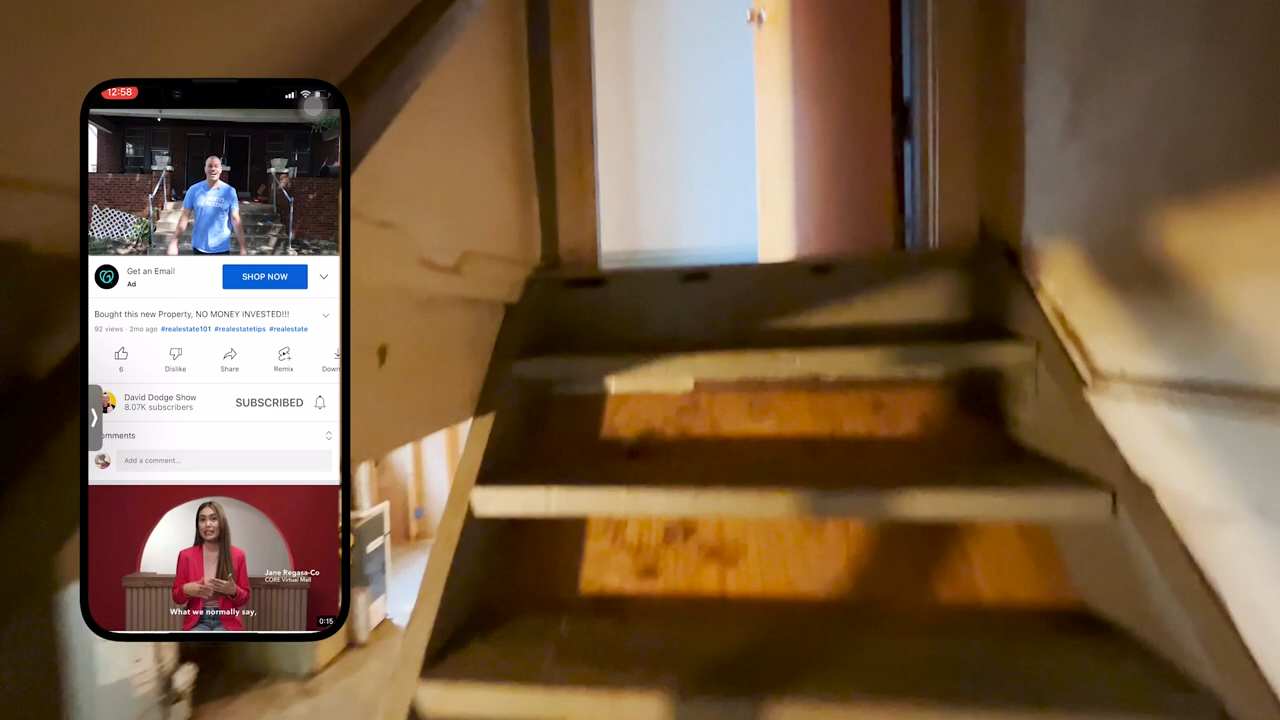 12:58
Get an Email
Ad
SHOP NOW
Bought this new Property, NO MONEY INVESTED!!!
92 views · 2mo ago #realestate101 #realestatetips #realestate
6
Dislike
Share
Remix
Down
David Dodge Show
8.07K subscribers
SUBSCRIBED
omments
Add a comment...
Jane Regasa-Co
CORE Virtual Mall
What we normally say,
0:15